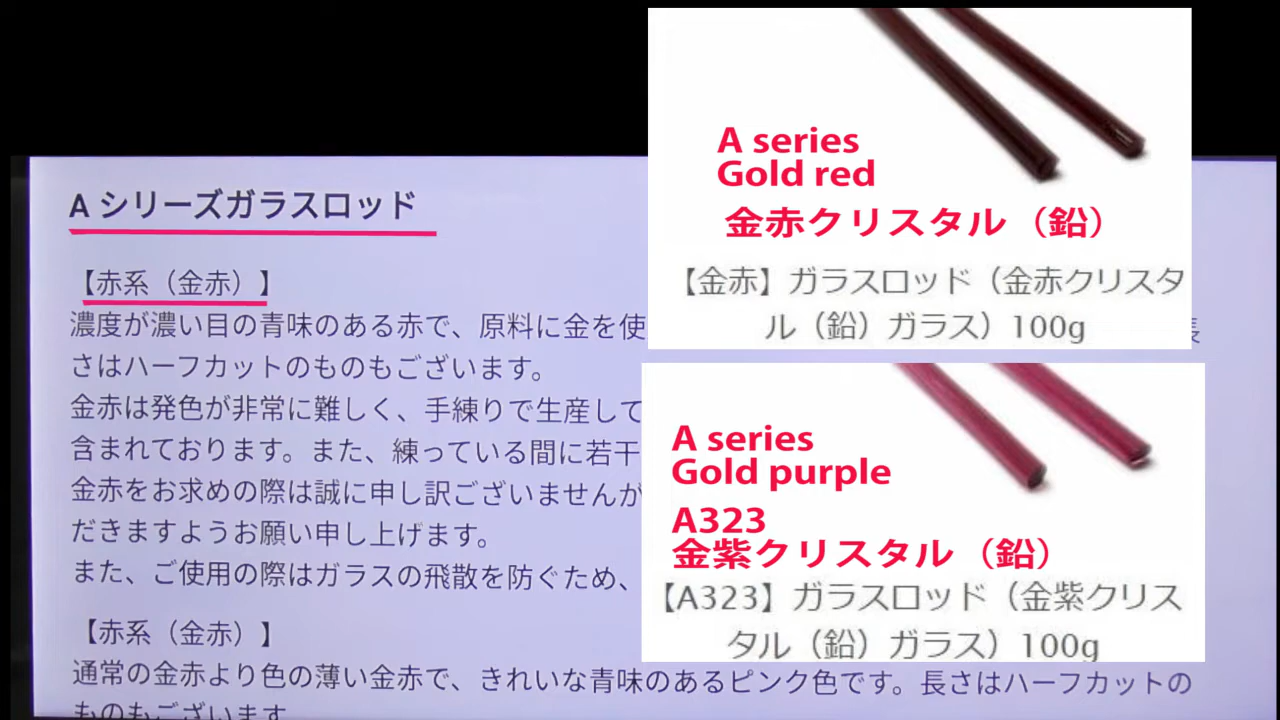 A シリーズガラスロッド
【赤系（金赤）】
濃度が濃い目の青味のある赤で、原料に金を使
さはハーフカットのものもございます。
金赤は発色が非常に難しく、手練りで生産して
含まれております。また、練っている間に若干
金赤をお求めの際は誠に申し訳ございませんが
だきますようお願い申し上げます。
また、ご使用の際はガラスの飛散を防ぐため、
【赤系（金赤）】
通常の金赤より色の薄い金赤で、きれいな青味のあるピンク色です。長さはハーフカットの
ものもございます
A series
Gold red
金赤クリスタル（鉛）
【金赤】ガラスロッド（金赤クリスタ
ル（鉛）ガラス）100g
A series
Gold purple
A323
金紫クリスタル（鉛）
【A323】ガラスロッド（金紫クリス
タル（鉛）ガラス）100g